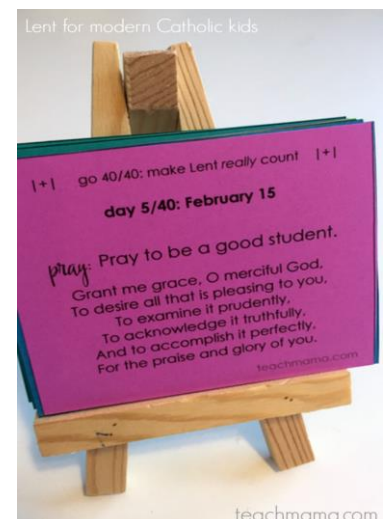 Lent for modern Catholic kids
|+| go 40/40: make Lent really count |+|
day 5/40: February 15
pray: Pray to be a good student.
Grant me grace, O merciful God,
To desire all that is pleasing to you,
To examine it prudently,
To acknowledge it truthfully,
And to accomplish it perfectly,
For the praise and glory of you.
teachmama.com
teachmama.com